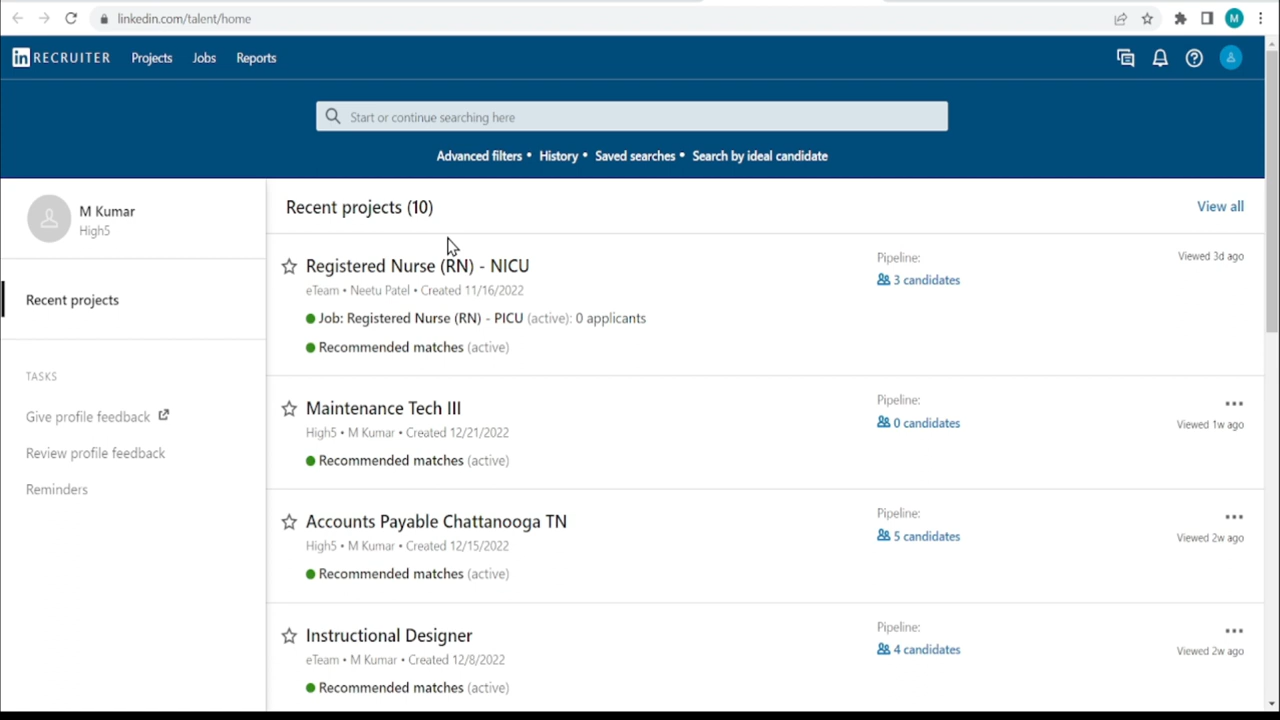 linkedin.com/talent/home
M
in RECRUITER Projects Jobs Reports
Start or continue searching here
Advanced filters • History • Saved searches • Search by ideal candidate
M Kumar
High5
Recent projects
TASKS
Give profile feedback
Review profile feedback
Reminders
Recent projects (10) View all
Registered Nurse (RN) - NICU
eTeam • Neetu Patel • Created 11/16/2022
Job: Registered Nurse (RN) - PICU (active): 0 applicants
Recommended matches (active)
Pipeline:
3 candidates
Viewed 3d ago
Maintenance Tech III
High5 • M Kumar • Created 12/21/2022
Recommended matches (active)
Pipeline:
0 candidates
Viewed 1w ago
Accounts Payable Chattanooga TN
High5 • M Kumar • Created 12/15/2022
Recommended matches (active)
Pipeline:
5 candidates
Viewed 2w ago
Instructional Designer
eTeam • M Kumar • Created 12/8/2022
Recommended matches (active)
Pipeline:
4 candidates
Viewed 2w ago